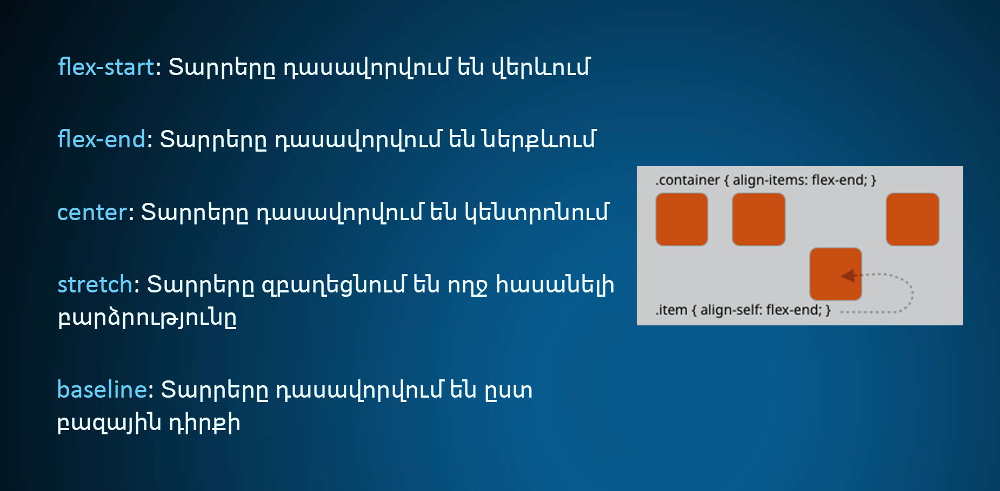 flex-start: Տարրերը դասավորվում են վերևում
flex-end: Տարրերը դասավորվում են ներքևում
center: Տարրերը դասավորվում են կենտրոնում
stretch: Տարրերը զբաղեցնում են ողջ հասանելի
բարձրությունը
baseline: Տարրերը դասավորվում են ըստ
բազային դիրքի
.container { align-items: flex-end; }
.item { align-self: flex-end; }